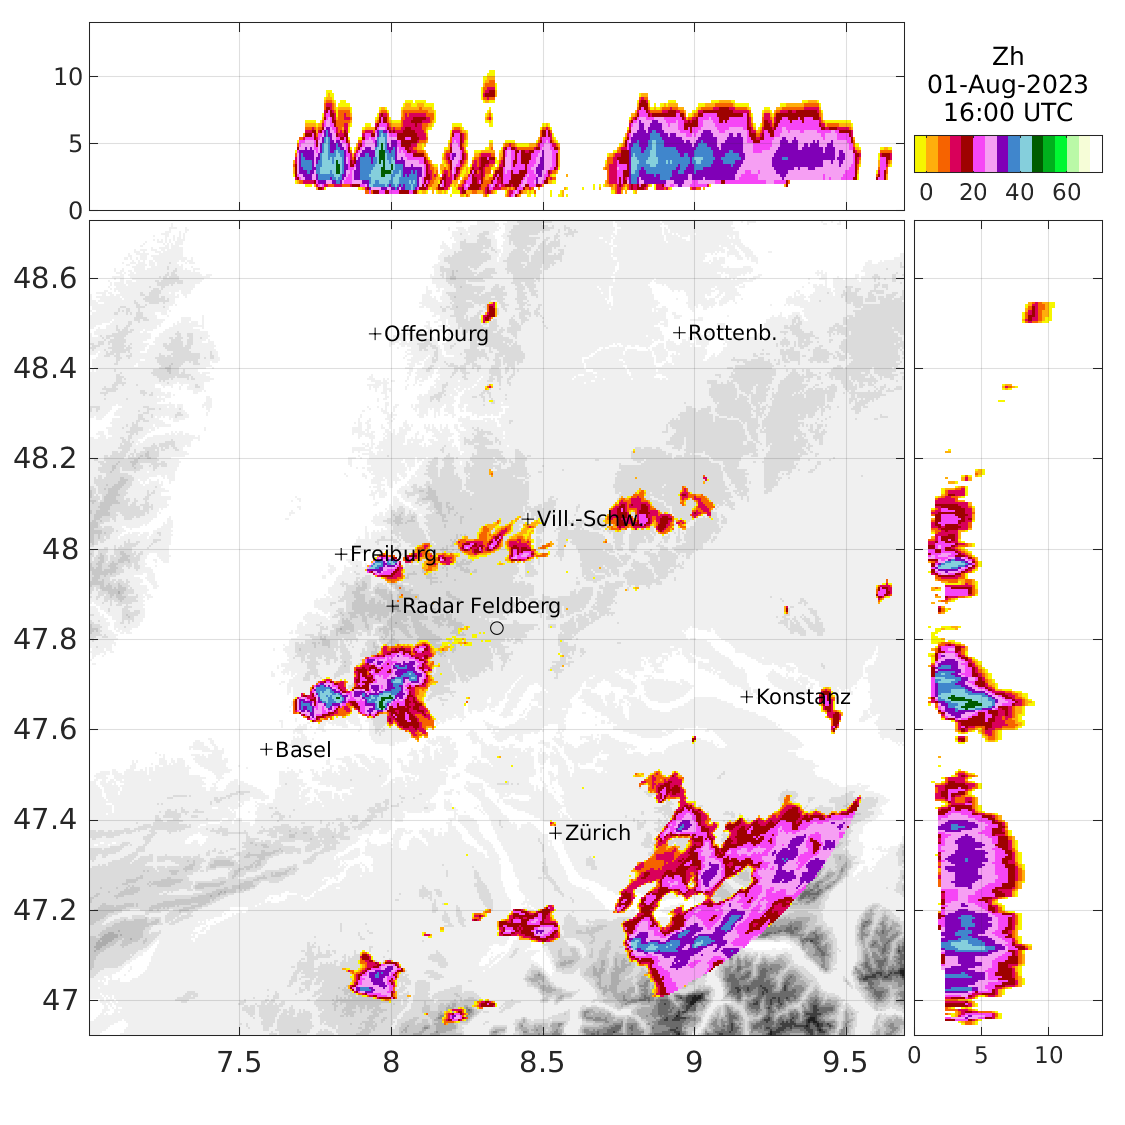 Zh
01-Aug-2023
16:00 UTC
0 20 40 60
10
5
0
48.6
48.4
48.2
48
47.8
47.6
47.4
47.2
47
+Offenburg
+Rottenb.
+Vill.-Schw.
+Freiburg
+Radar Feldberg
+Konstanz
+Basel
+Zürich
7.5 8 8.5 9 9.5
0 5 10